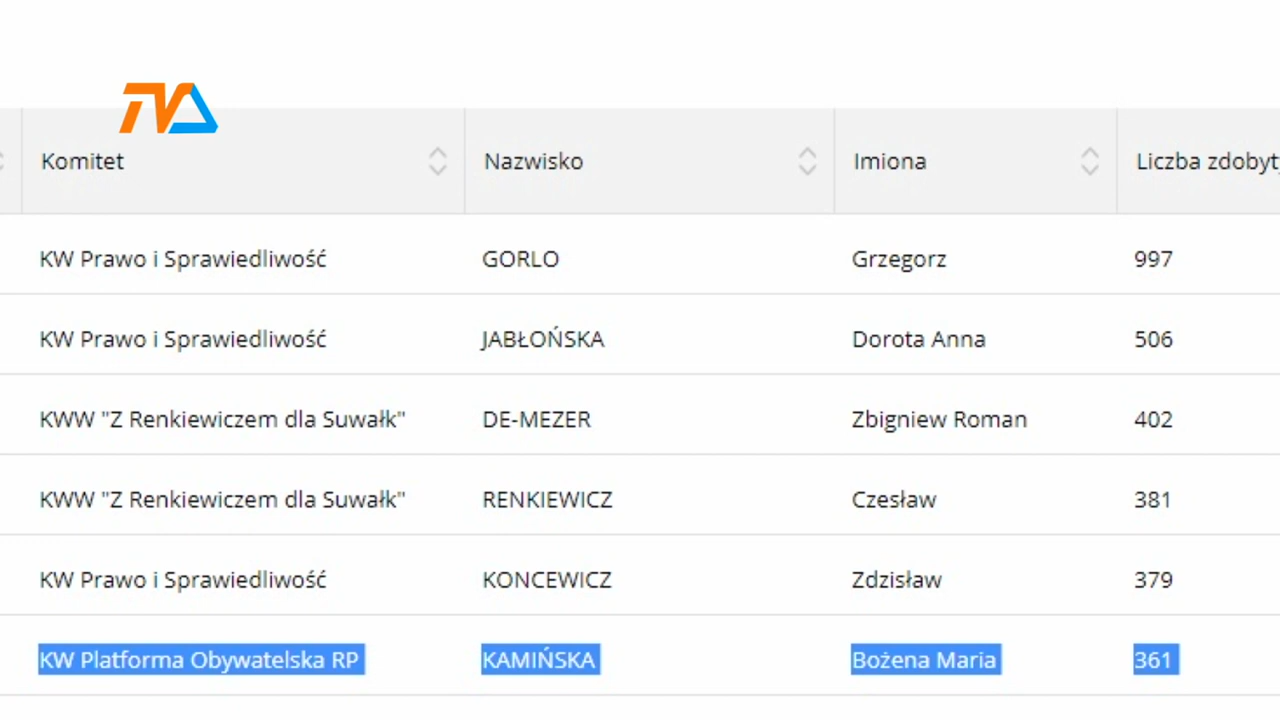 TVA
Komitet Nazwisko Imiona Liczba zdobyt
KW Prawo i Sprawiedliwość GORLO Grzegorz 997
KW Prawo i Sprawiedliwość JABŁOŃSKA Dorota Anna 506
KWW "Z Renkiewiczem dla Suwałk" DE-MEZER Zbigniew Roman 402
KWW "Z Renkiewiczem dla Suwałk" RENKIEWICZ Czesław 381
KW Prawo i Sprawiedliwość KONCEWICZ Zdzisław 379
KW Platforma Obywatelska RP KAMIŃSKA Bożena Maria 361